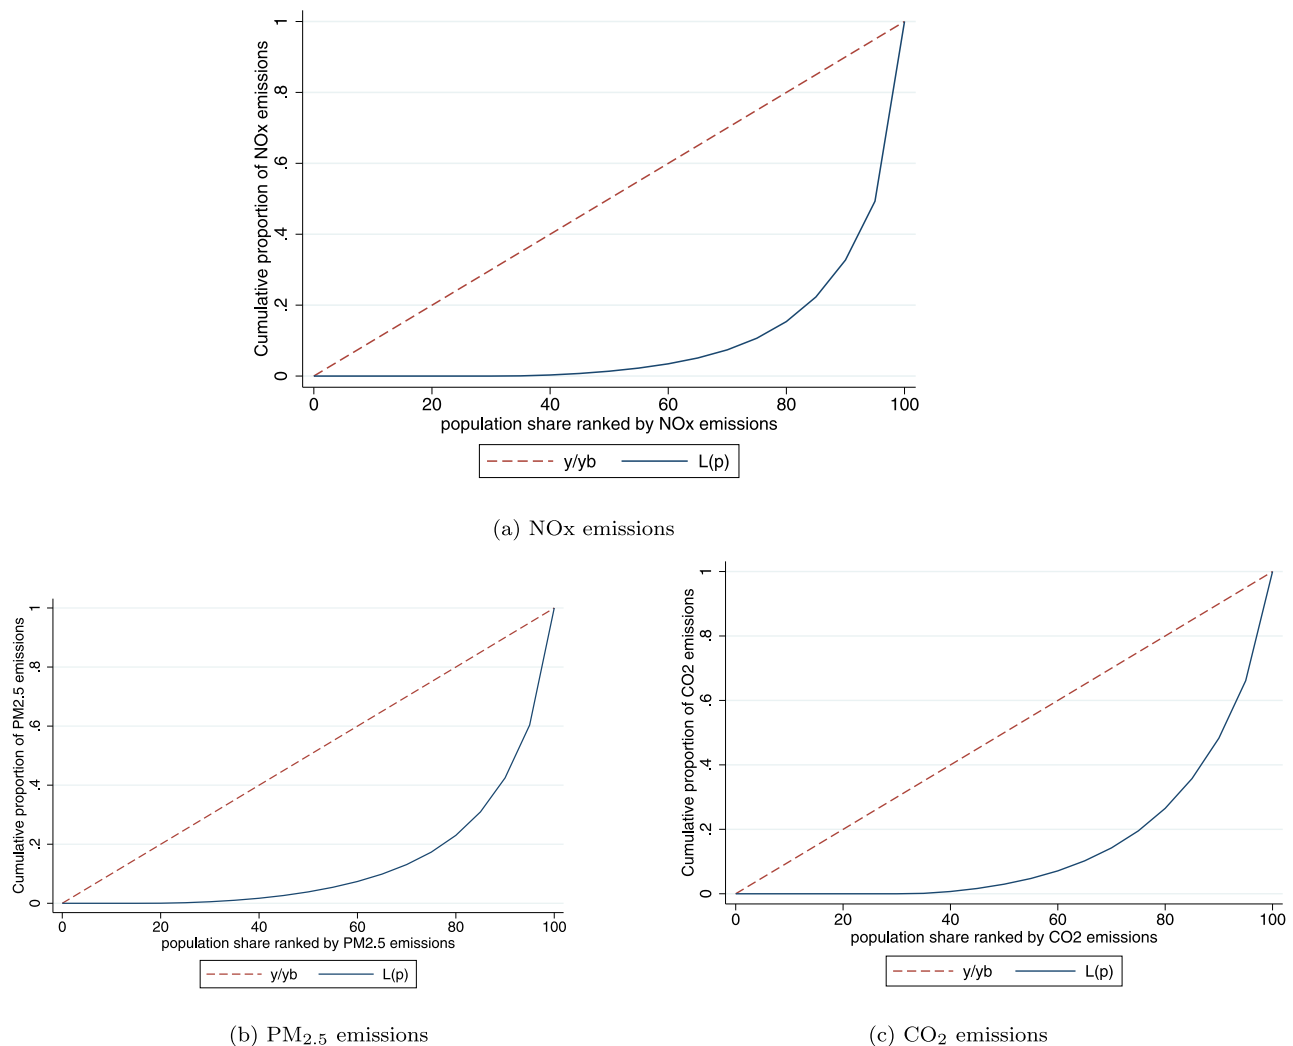 Cumulative proportion of NOx emissions
1
.8
.6
.4
.2
0
0 20 40 60 80 100
population share ranked by NOx emissions
y/yb L(p)
(a) NOx emissions
Cumulative proportion of PM2.5 emissions
1
.8
.6
.4
.2
0
0 20 40 60 80 100
population share ranked by PM2.5 emissions
y/yb L(p)
(b) PM2.5 emissions
Cumulative proportion of CO2 emissions
1
.8
.6
.4
.2
0
0 20 40 60 80 100
population share ranked by CO2 emissions
y/yb L(p)
(c) CO2 emissions